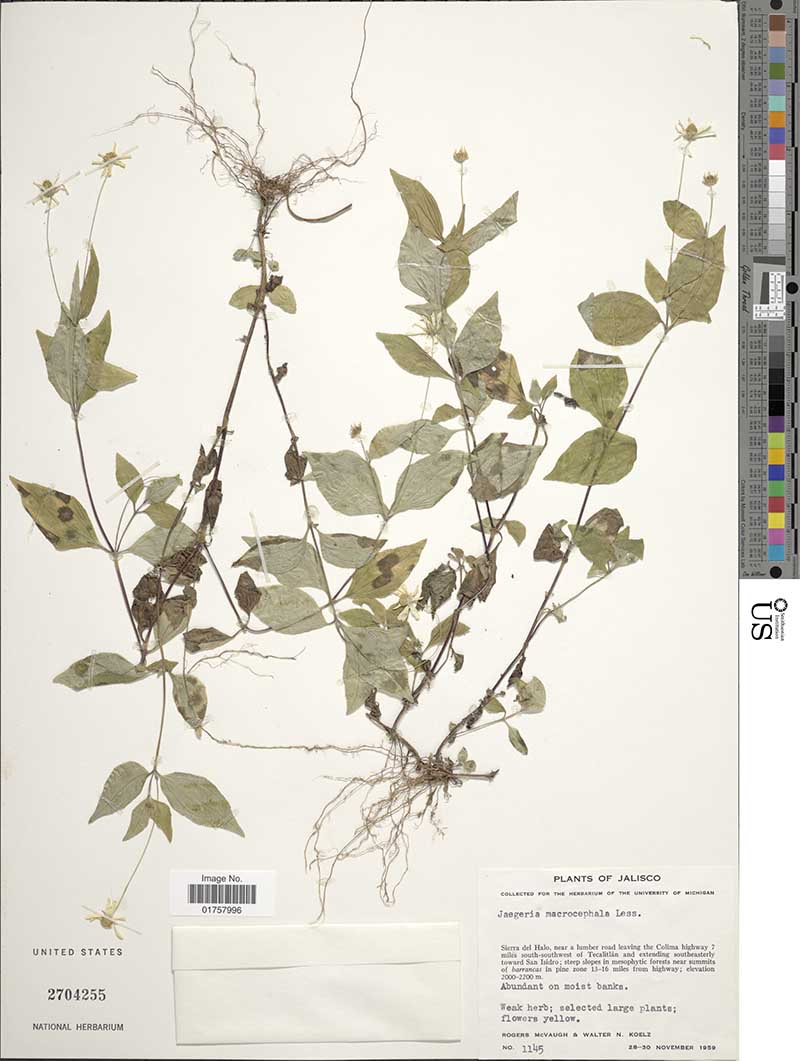 Golden Thread
US
Smithsonian
Institution
Image No.
01757996
UNITED STATES
2704255
NATIONAL HERBARIUM
PLANTS OF JALISCO
COLLECTED FOR THE HERBARIUM OF THE UNIVERSITY OF MICHIGAN
Jaegeria macrocephala Less.
Sierra del Halo, near a lumber road leaving the Colima highway 7
miles south-southwest of Tecalitlán and extending southeasterly
toward San Isidro; steep slopes in mesophytic forests near summits
of barrancas in pine zone 13-16 miles from highway; elevation
2000-2200 m.
Abundant on moist banks.
Weak herb; selected large plants;
flowers yellow.
ROGERS McVAUGH & WALTER N. KOELZ
NO. 1145 28-30 NOVEMBER 1959